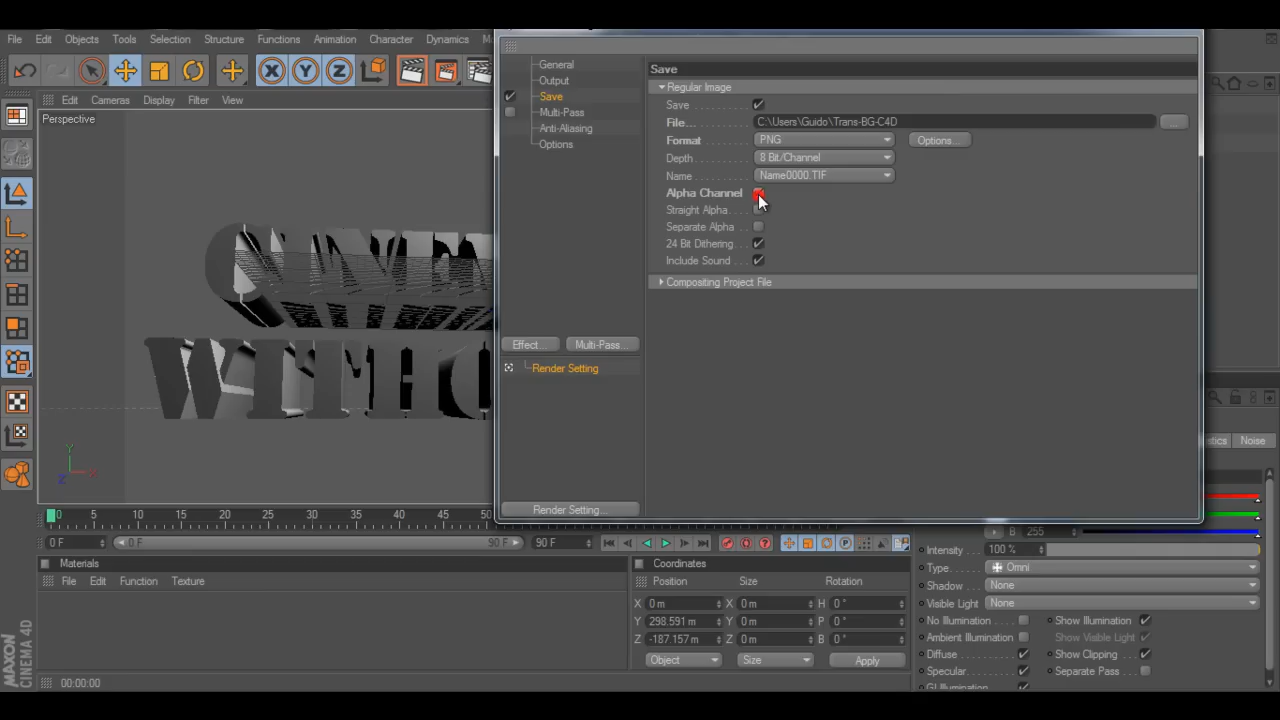 File Edit Objects Tools Selection Structure Functions Animation Character Dynamics
Edit Cameras Display Filter View
Perspective
General
Output
Save
Multi-Pass
Anti-Aliasing
Options
Effect... Multi-Pass...
Render Setting
Render Setting...
Save
Regular Image
Save
File... C:\Users\Guido\Trans-BG-C4D ...
Format PNG Options...
Depth 8 Bit/Channel
Name Name0000.TIF
Alpha Channel
Straight Alpha
Separate Alpha
24 Bit Dithering
Include Sound
Compositing Project File
WITHO
Y
X
Z
0 5 10 15 20 25 30 35 40 45 50
0 F 0 F 90 F 90 F
Materials
File Edit Function Texture
Coordinates
Position Size Rotation
X 0 m X 0 m H 0 °
Y 298.591 m Y 0 m P 0 °
Z -187.157 m Z 0 m B 0 °
Object Size Apply
Noise
B 255
Intensity 100 %
Type Omni
Shadow None
Visible Light None
No Illumination Show Illumination
Ambient Illumination Show Visible Light
Diffuse Show Clipping
Specular Separate Pass
GI Illumination
MAXON
CINEMA 4D
00:00:00